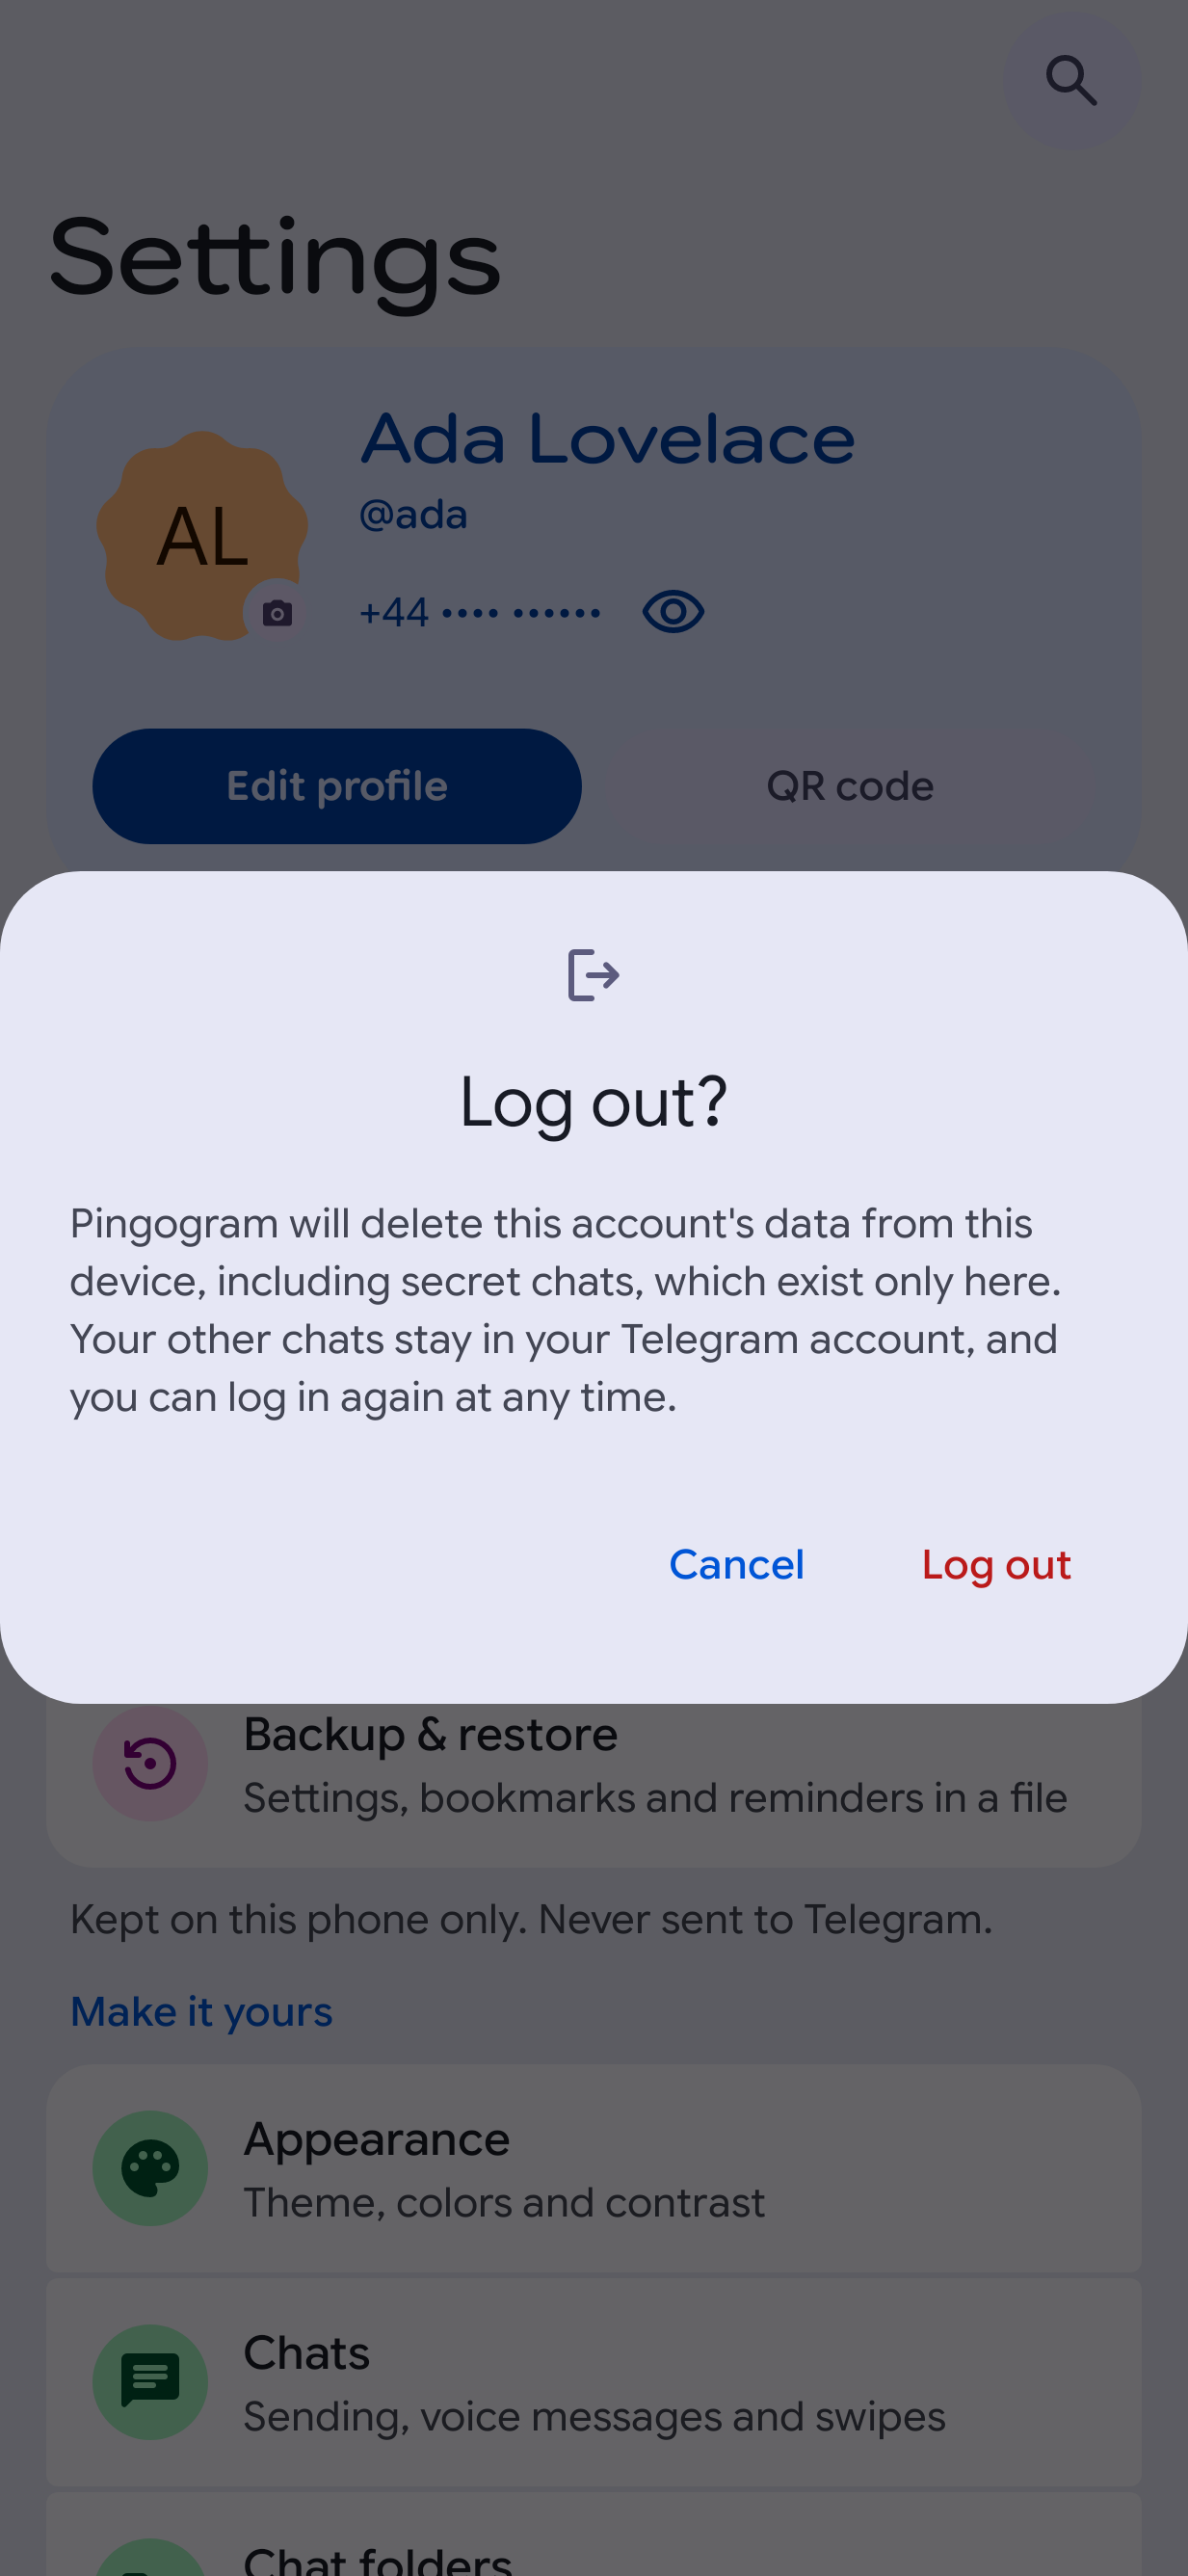 Settings
Ada Lovelace
@ada
AL
+44 •••• ••••••
Edit profile
QR code
Log out?
Pingogram will delete this account's data from this
device, including secret chats, which exist only here.
Your other chats stay in your Telegram account, and
you can log in again at any time.
Cancel
Log out
Backup & restore
Settings, bookmarks and reminders in a file
Kept on this phone only. Never sent to Telegram.
Make it yours
Appearance
Theme, colors and contrast
Chats
Sending, voice messages and swipes
Chat folders